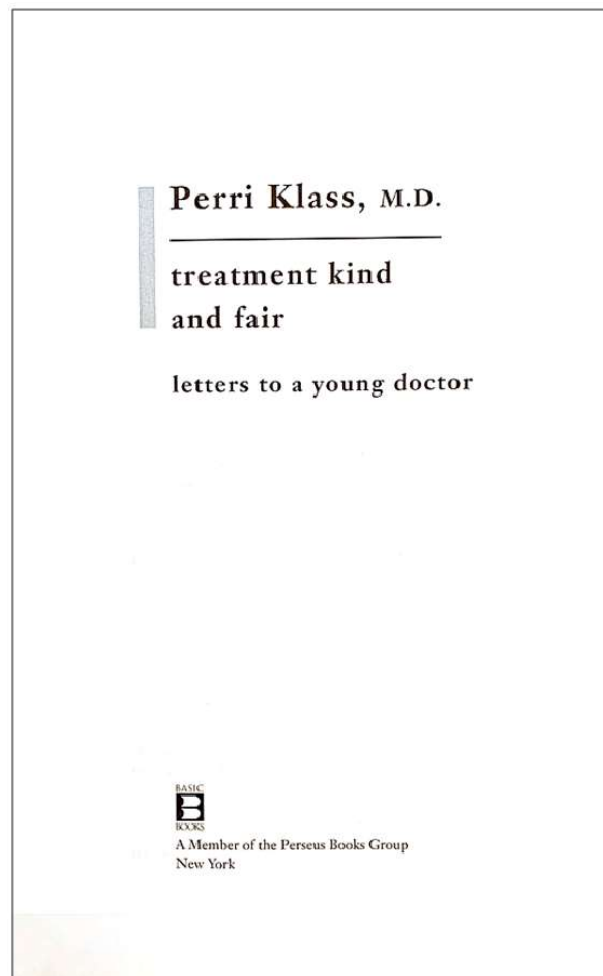 Perri Klass, M.D.
treatment kind
and fair
letters to a young doctor
BASIC
B
BOOKS
A Member of the Perseus Books Group
New York